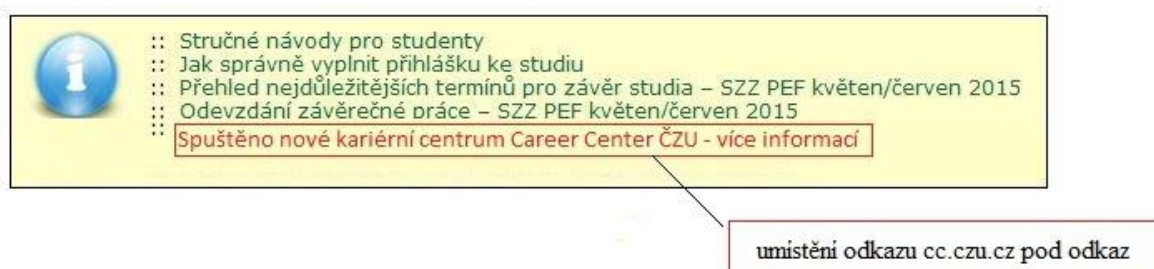 :: Stručné návody pro studenty
:: Jak správně vyplnit přihlášku ke studiu
:: Přehled nejdůležitějších termínů pro závěr studia – SZZ PEF květen/červen 2015
:: Odevzdání závěrečné práce – SZZ PEF květen/červen 2015
:: Spuštěno nové kariérní centrum Career Center ČZU - více informací
umístění odkazu cc.czu.cz pod odkaz